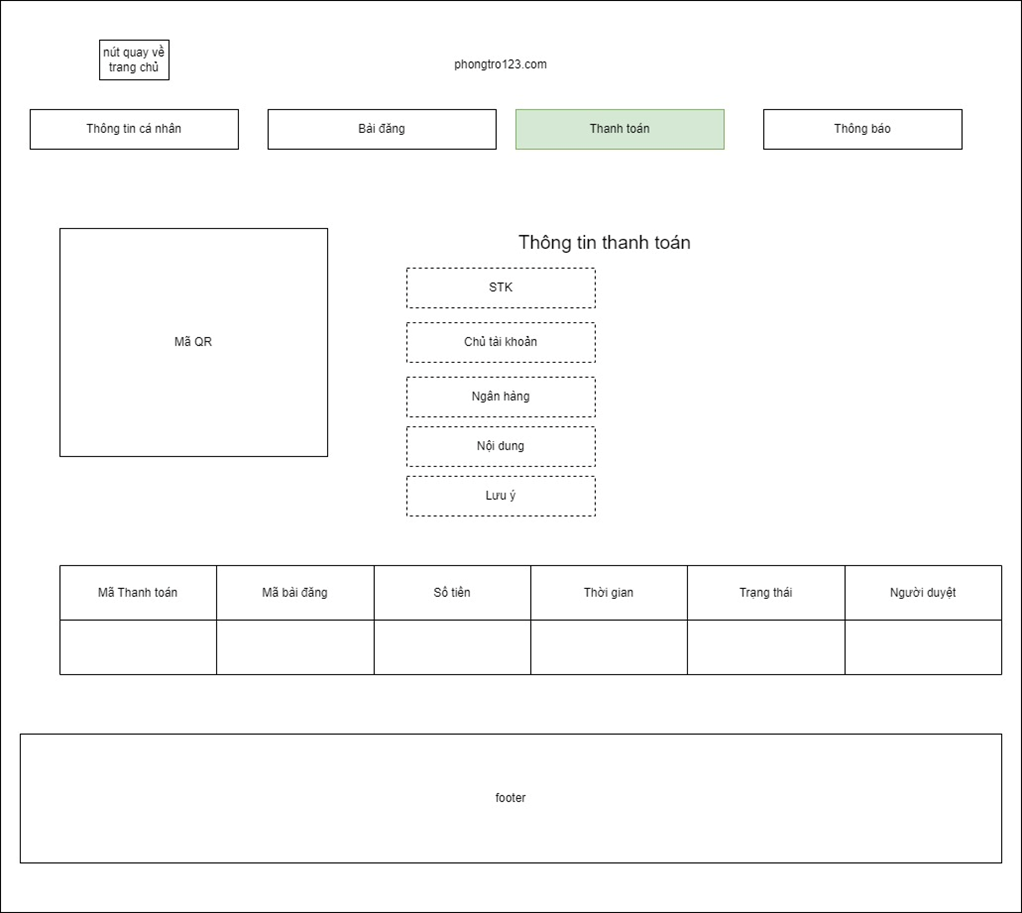 nút quay về
trang chủ
phongtro123.com
Thông tin cá nhân
Bài đăng
Thanh toán
Thông báo
Mã QR
Thông tin thanh toán
STK
Chủ tài khoản
Ngân hàng
Nội dung
Lưu ý
Mã Thanh toán
Mã bài đăng
Số tiền
Thời gian
Trạng thái
Người duyệt
footer